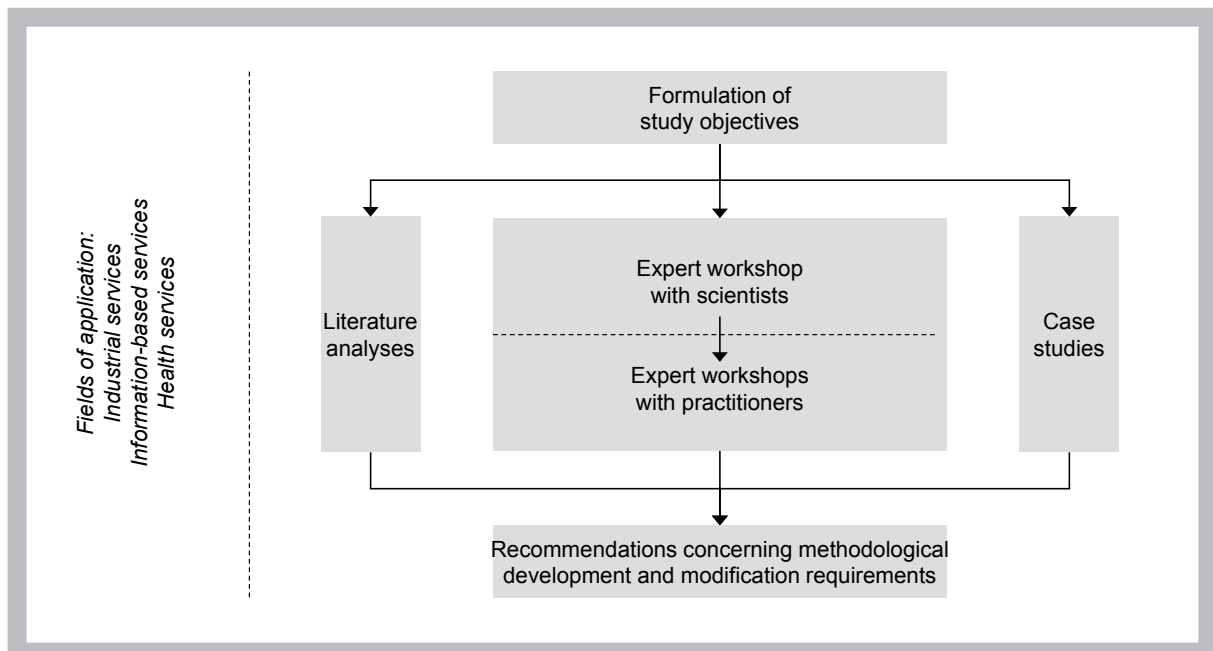 Fields of application:
Industrial services
Information-based services
Health services
Formulation of
study objectives
Literature
analyses
Expert workshop
with scientists
Expert workshops
with practitioners
Case
studies
Recommendations concerning methodological
development and modification requirements